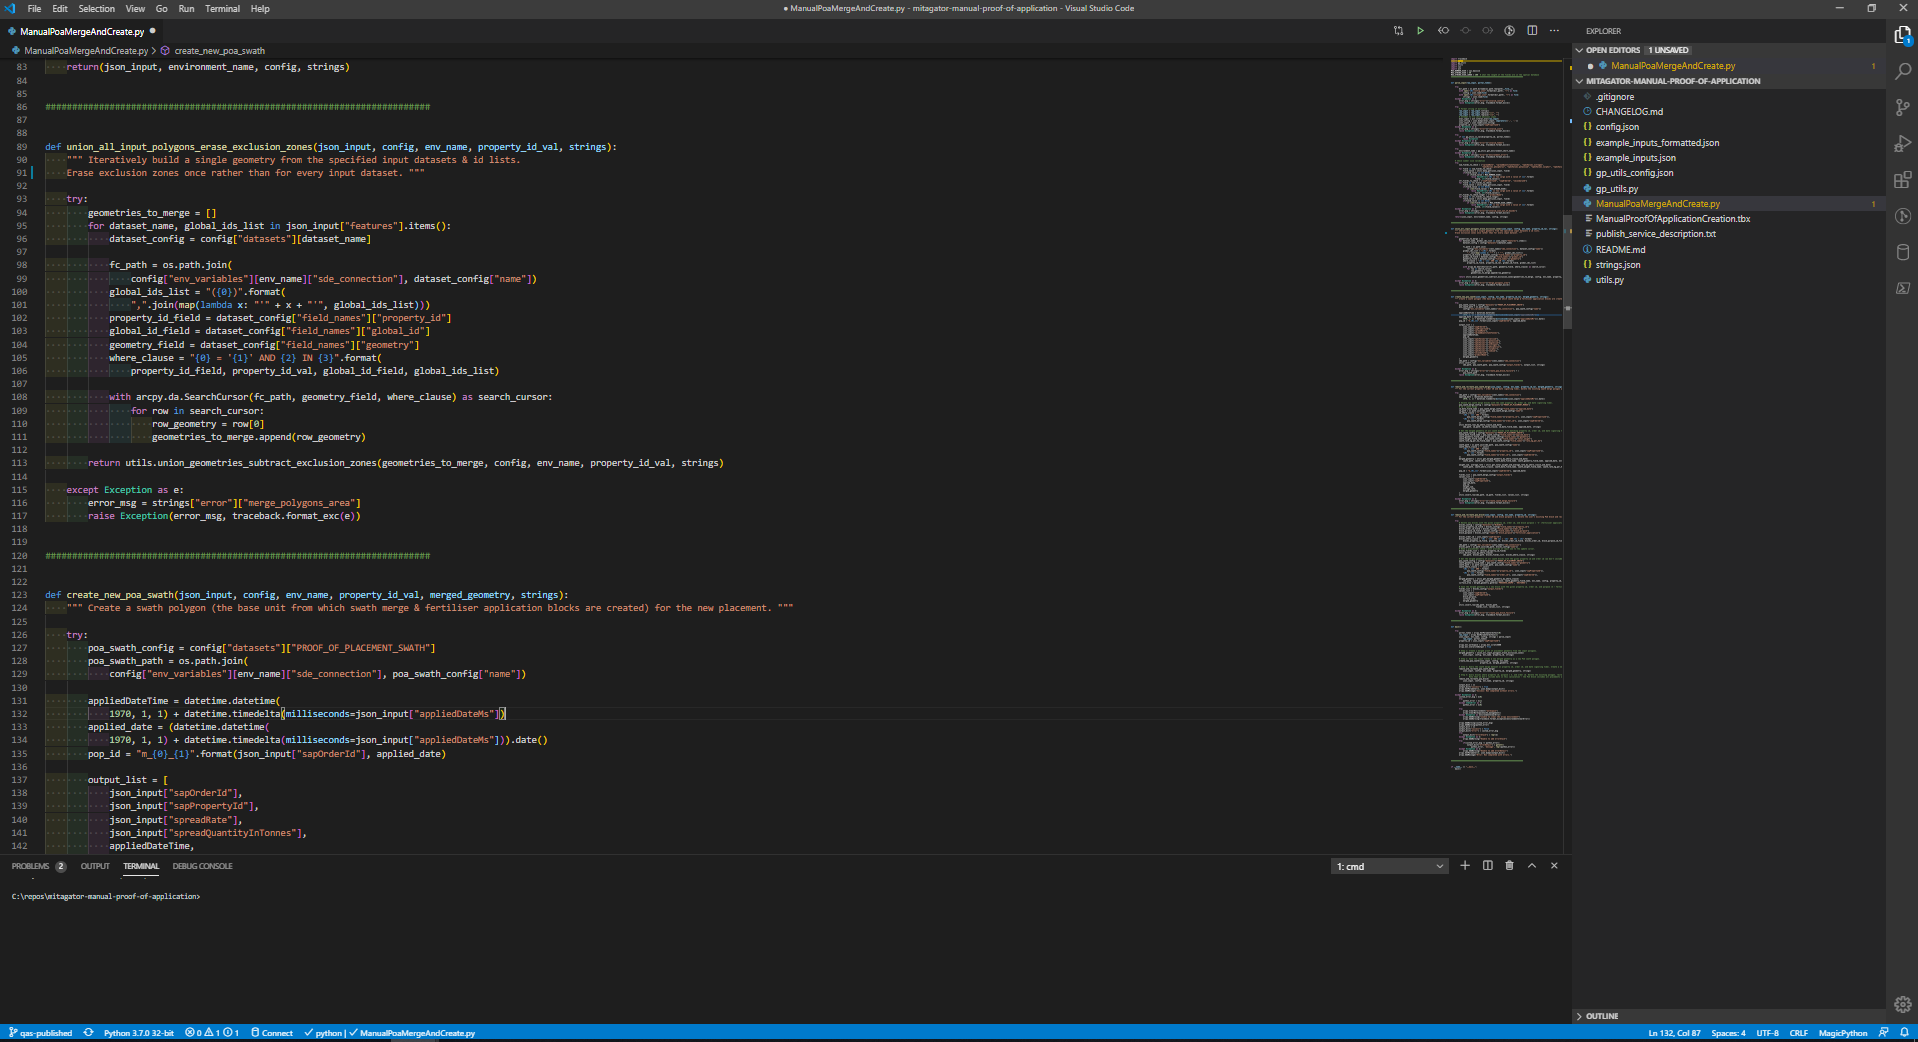 File Edit Selection View Go Run Terminal Help
● ManualPoaMergeAndCreate.py - mitagator-manual-proof-of-application - Visual Studio Code
ManualPoaMergeAndCreate.py ●
ManualPoaMergeAndCreate.py > create_new_poa_swath
83 return(json_input, environment_name, config, strings)
84
85
86 ########################################################################
87
88
89 def union_all_input_polygons_erase_exclusion_zones(json_input, config, env_name, property_id_val, strings):
90 """ Iteratively build a single geometry from the specified input datasets & id lists.
91 Erase exclusion zones once rather than for every input dataset. """
92
93 try:
94 geometries_to_merge = []
95 for dataset_name, global_ids_list in json_input["features"].items():
96 dataset_config = config["datasets"][dataset_name]
97
98 fc_path = os.path.join(
99 config["env_variables"][env_name]["sde_connection"], dataset_config["name"])
100 global_ids_list = "({0})".format(
101 ",".join(map(lambda x: "'" + x + "'", global_ids_list)))
102 property_id_field = dataset_config["field_names"]["property_id"]
103 global_id_field = dataset_config["field_names"]["global_id"]
104 geometry_field = dataset_config["field_names"]["geometry"]
105 where_clause = "{0} = '{1}' AND {2} IN {3}".format(
106 property_id_field, property_id_val, global_id_field, global_ids_list)
107
108 with arcpy.da.SearchCursor(fc_path, geometry_field, where_clause) as search_cursor:
109 for row in search_cursor:
110 row_geometry = row[0]
111 geometries_to_merge.append(row_geometry)
112
113 return utils.union_geometries_subtract_exclusion_zones(geometries_to_merge, config, env_name, property_id_val, strings)
114
115 except Exception as e:
116 error_msg = strings["error"]["merge_polygons_area"]
117 raise Exception(error_msg, traceback.format_exc(e))
118
119
120 ########################################################################
121
122
123 def create_new_poa_swath(json_input, config, env_name, property_id_val, merged_geometry, strings):
124 """ Create a swath polygon (the base unit from which swath merge & fertiliser application blocks are created) for the new placement. """
125
126 try:
127 poa_swath_config = config["datasets"]["PROOF_OF_PLACEMENT_SWATH"]
128 poa_swath_path = os.path.join(
129 config["env_variables"][env_name]["sde_connection"], poa_swath_config["name"])
130
131 appliedDateTime = datetime.datetime(
132 1970, 1, 1) + datetime.timedelta(milliseconds=json_input["appliedDateMs"])
133 applied_date = (datetime.datetime(
134 1970, 1, 1) + datetime.timedelta(milliseconds=json_input["appliedDateMs"])).date()
135 pop_id = "m_{0}_{1}".format(json_input["sapOrderId"], applied_date)
136
137 output_list = [
138 json_input["sapOrderId"],
139 json_input["sapPropertyId"],
140 json_input["spreadRate"],
141 json_input["spreadQuantityInTonnes"],
142 appliedDateTime,
EXPLORER
OPEN EDITORS 1 UNSAVED
● ManualPoaMergeAndCreate.py 1
MITAGATOR-MANUAL-PROOF-OF-APPLICATION
.gitignore
CHANGELOG.md
{} config.json
{} example_inputs_formatted.json
{} example_inputs.json
{} gp_utils_config.json
gp_utils.py
ManualPoaMergeAndCreate.py 1
ManualProofOfApplicationCreation.tbx
publish_service_description.txt
README.md
{} strings.json
utils.py
OUTLINE
1
PROBLEMS 2 OUTPUT TERMINAL DEBUG CONSOLE
1: cmd
C:\repos\mitagator-manual-proof-of-application>
qas-published Python 3.7.0 32-bit 0 1 1 Connect ✓ python | ✓ ManualPoaMergeAndCreate.py
Ln 132, Col 87 Spaces: 4 UTF-8 CRLF MagicPython